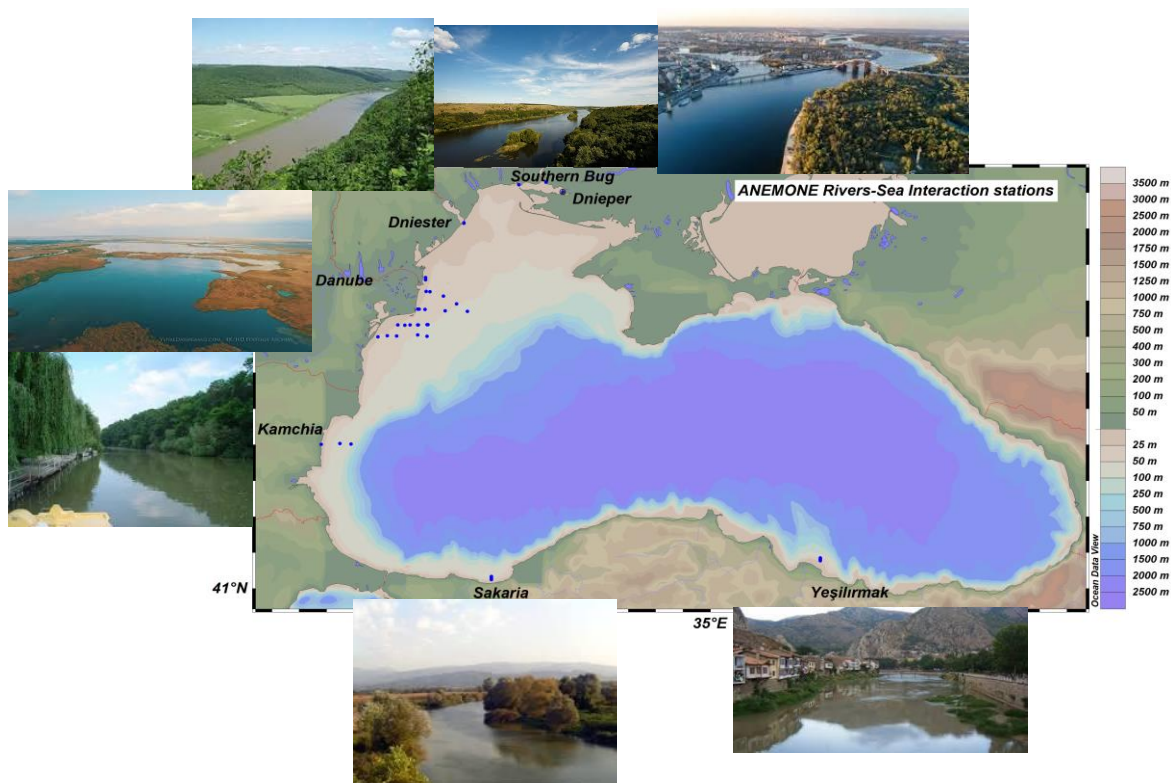 Southern Bug
ANEMONE Rivers-Sea Interaction stations
Dnieper
Dniester
Danube
Kamchia
41°N
Sakaria
Yeşilırmak
35°E
3500 m
3000 m
2500 m
2000 m
1750 m
1500 m
1250 m
1000 m
750 m
500 m
400 m
300 m
200 m
100 m
50 m
25 m
50 m
100 m
250 m
500 m
750 m
1000 m
1500 m
2000 m
2500 m
Ocean Data View